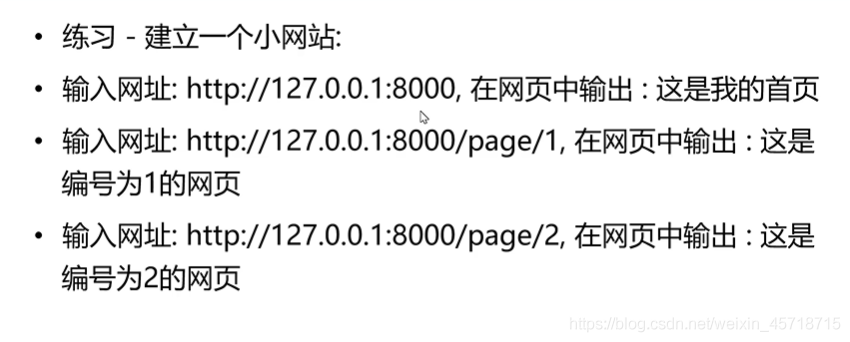 • 练习 - 建立一个小网站:
• 输入网址: http://127.0.0.1:8000, 在网页中输出 : 这是我的首页
• 输入网址: http://127.0.0.1:8000/page/1, 在网页中输出 : 这是
编号为1的网页
• 输入网址: http://127.0.0.1:8000/page/2, 在网页中输出 : 这是
编号为2的网页
https://blog.csdn.net/weixin_45718715